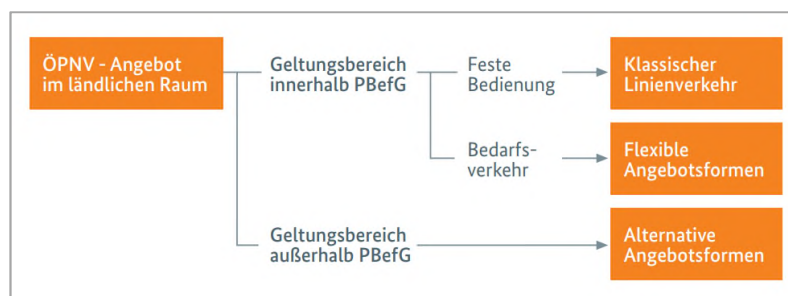 ÖPNV - Angebot
im ländlichen Raum
Geltungsbereich
innerhalb PBefG
Feste
Bedienung
Klassischer
Linienverkehr
Bedarfs-
verkehr
Flexible
Angebotsformen
Geltungsbereich
außerhalb PBefG
Alternative
Angebotsformen